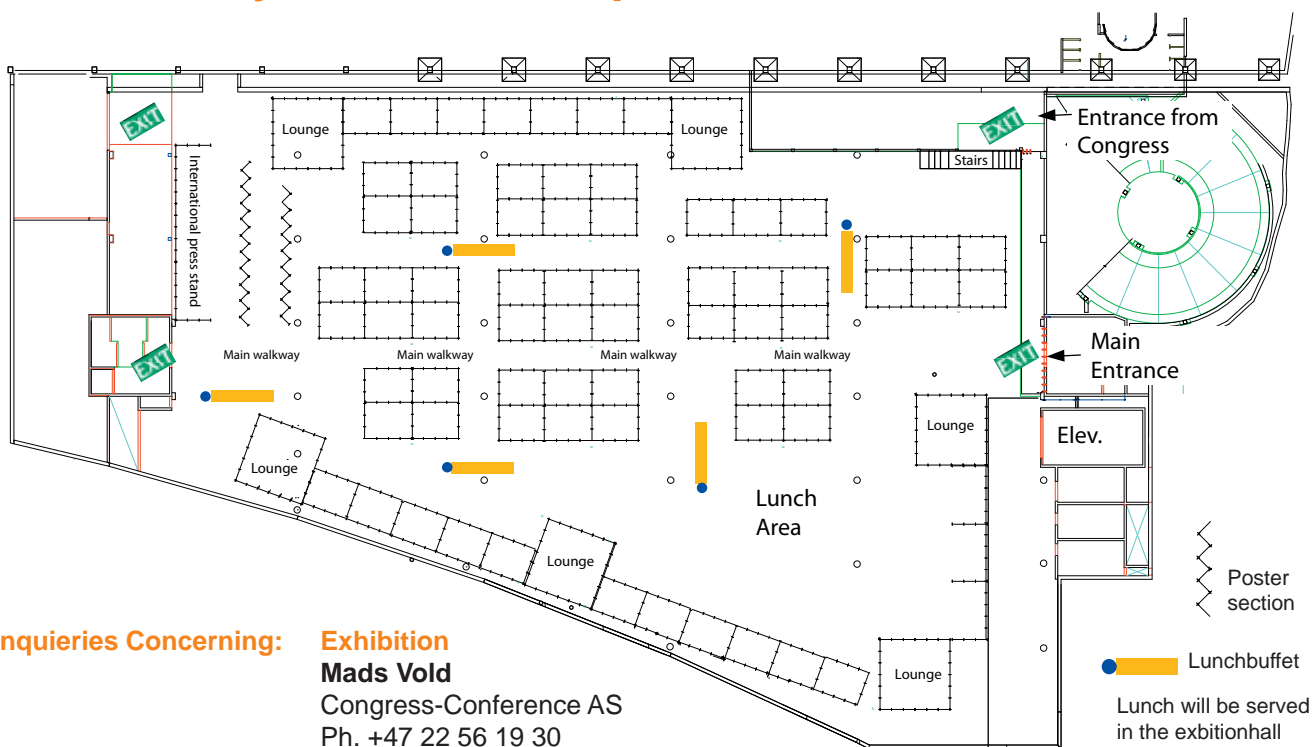 EXIT
Lounge
Lounge
EXIT
Entrance from
Congress
Stairs
International press stand
Main walkway
Main walkway
Main walkway
Main walkway
EXIT
EXIT
Main
Entrance
Lounge
Elev.
Lounge
Lunch
Area
Lounge
Lounge
Poster
section
Lunchbuffet
Lunch will be served
in the exbitionhall
nquieries Concerning:
Exhibition
Mads Vold
Congress-Conference AS
Ph. +47 22 56 19 30